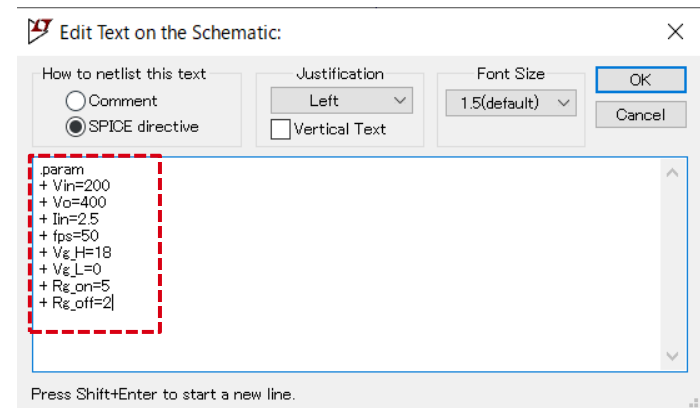 Edit Text on the Schematic:
How to netlist this text
Comment
SPICE directive
Justification
Left
Vertical Text
Font Size
1.5(default)
OK
Cancel
.param
+ Vin=200
+ Vo=400
+ Iin=2.5
+ fps=50
+ Vg_H=18
+ Vg_L=0
+ Rg_on=5
+ Rg_off=2
Press Shift+Enter to start a new line.